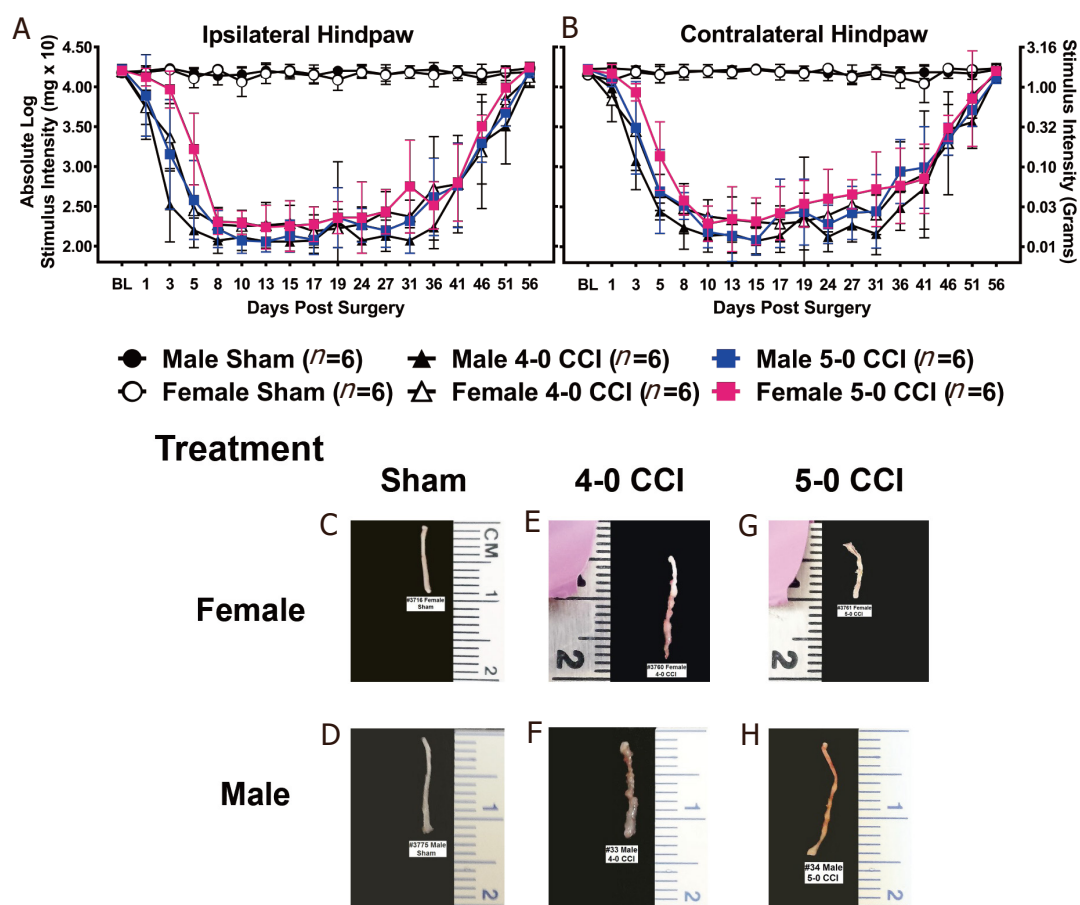 A
Ipsilateral Hindpaw
B
Contralateral Hindpaw
Absolute Log
Stimulus Intensity (mg x 10)
4.50
4.00
3.50
3.00
2.50
2.00
BL 1 3 5 8 10 13 15 17 19 24 27 31 36 41 46 51 56
Days Post Surgery
3.16
1.00
0.32
0.10
0.03
0.01
Stimulus Intensity (Grams)
BL 1 3 5 8 10 13 15 17 19 24 27 31 36 41 46 51 56
Days Post Surgery
Male Sham (n=6)
Male 4-0 CCI (n=6)
Male 5-0 CCI (n=6)
Female Sham (n=6)
Female 4-0 CCI (n=6)
Female 5-0 CCI (n=6)
Treatment
Sham
4-0 CCI
5-0 CCI
Female
C
CM
1
2
#3716 Female
Sham
E
1
2
#3760 Female
4-0 CCI
G
1
2
#3761 Female
5-0 CCI
Male
D
1
2
#3775 Male
Sham
F
1
2
#33 Male
4-0 CCI
H
1
2
#34 Male
5-0 CCI